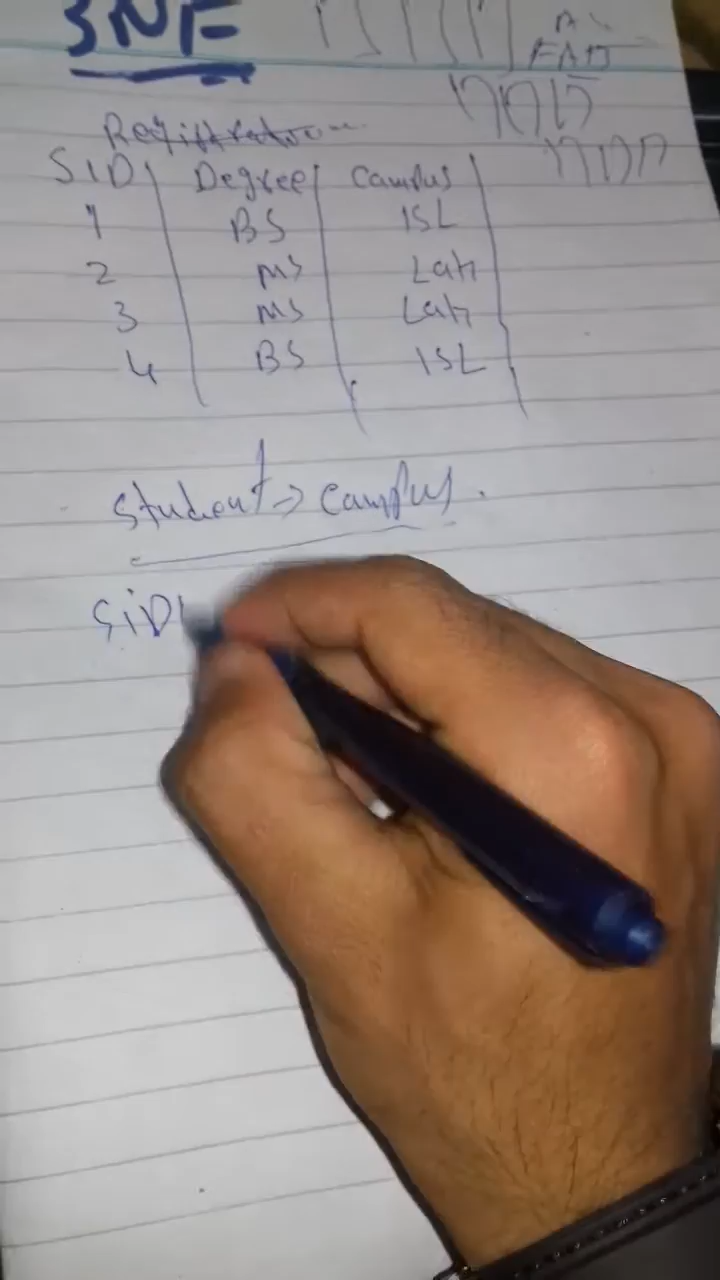 3NF
Registration
SID Degree Campus
1 BS ISL
2 MS Lah
3 MS Lah
4 BS ISL
Student → Campus.
SID